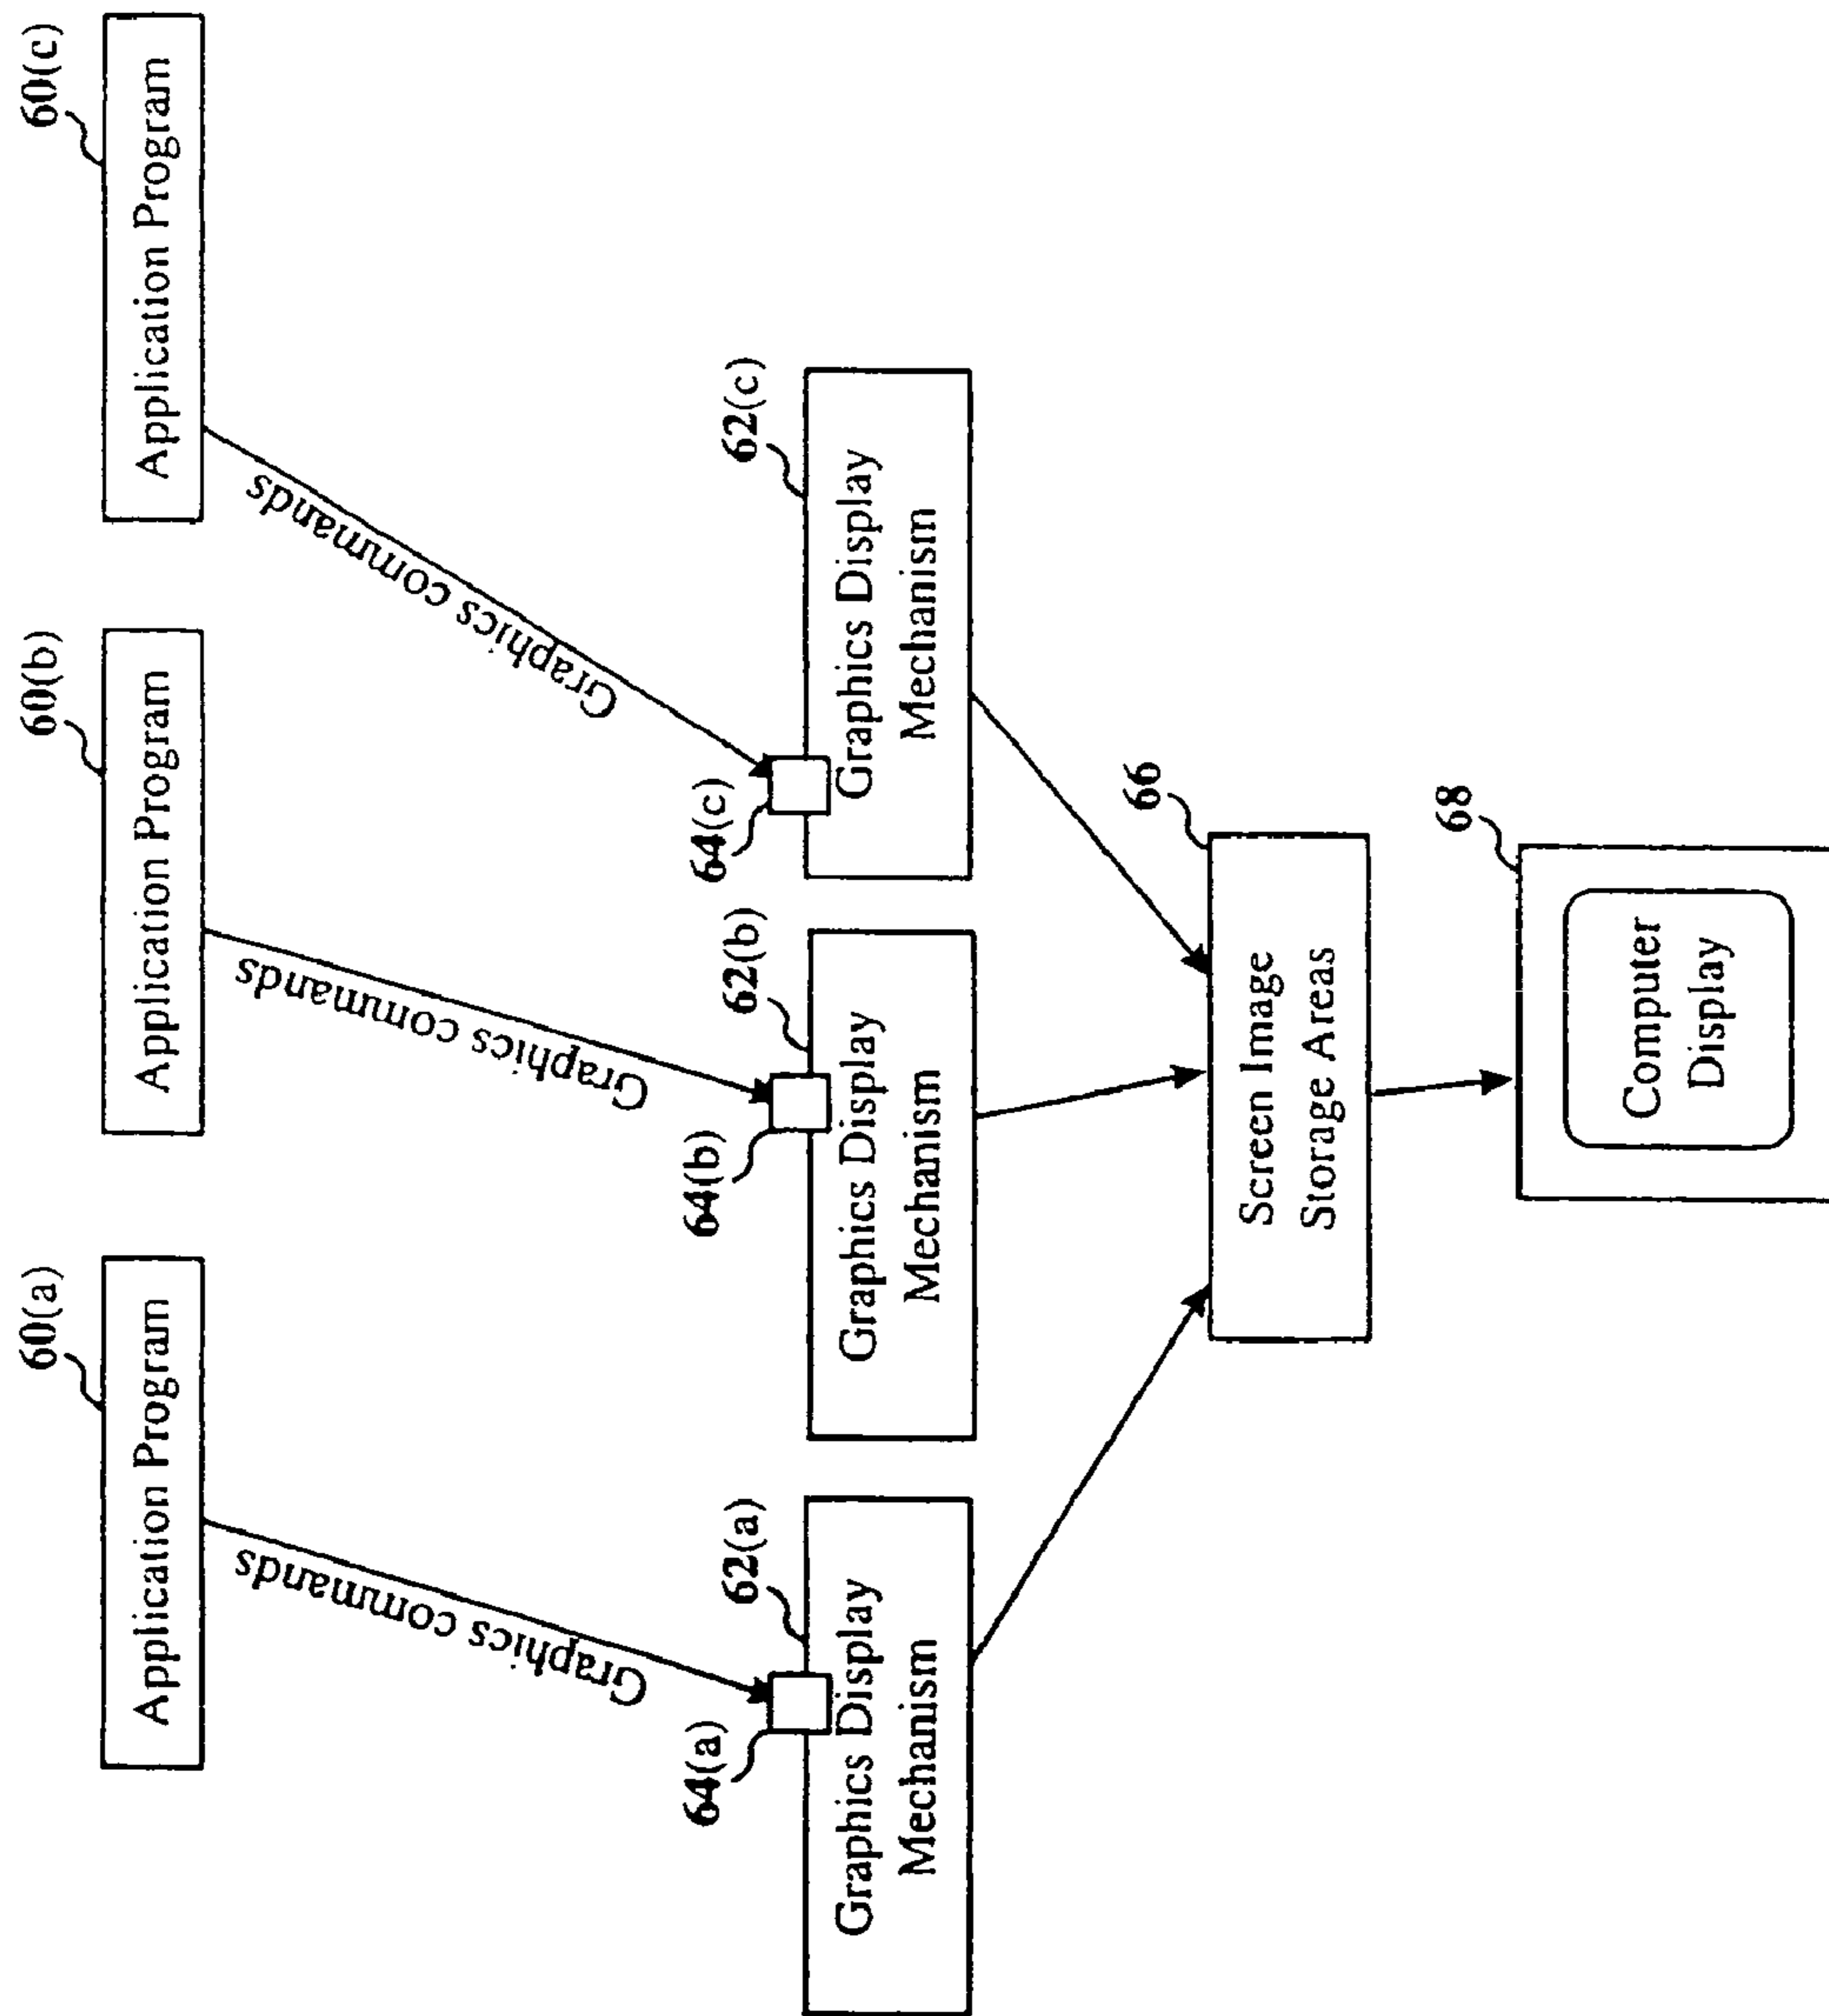 60(a)
Application Program
60(b)
Application Program
60(c)
Application Program
Graphics commands
Graphics commands
Graphics commands
64(a)
62(a)
Graphics Display
Mechanism
64(b)
62(b)
Graphics Display
Mechanism
64(c)
62(c)
Graphics Display
Mechanism
66
Screen Image
Storage Areas
68
Computer
Display